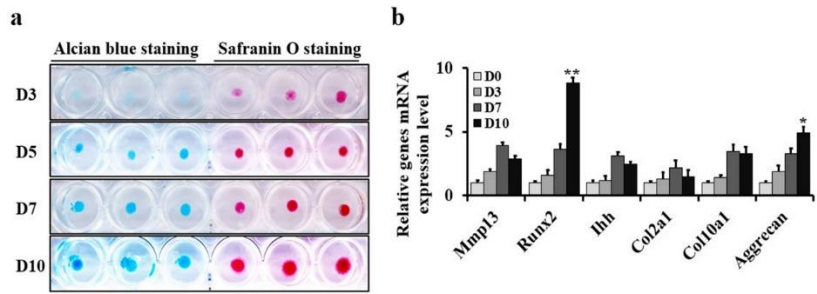 a
Alcian blue staining Safranin O staining
D3
D5
D7
D10
b
Relative genes mRNA
expression level
10
5
0
D0
D3
D7
D10
**
*
Mmp13
Runx2
Ihh
Col2a1
Col10a1
Aggrecan